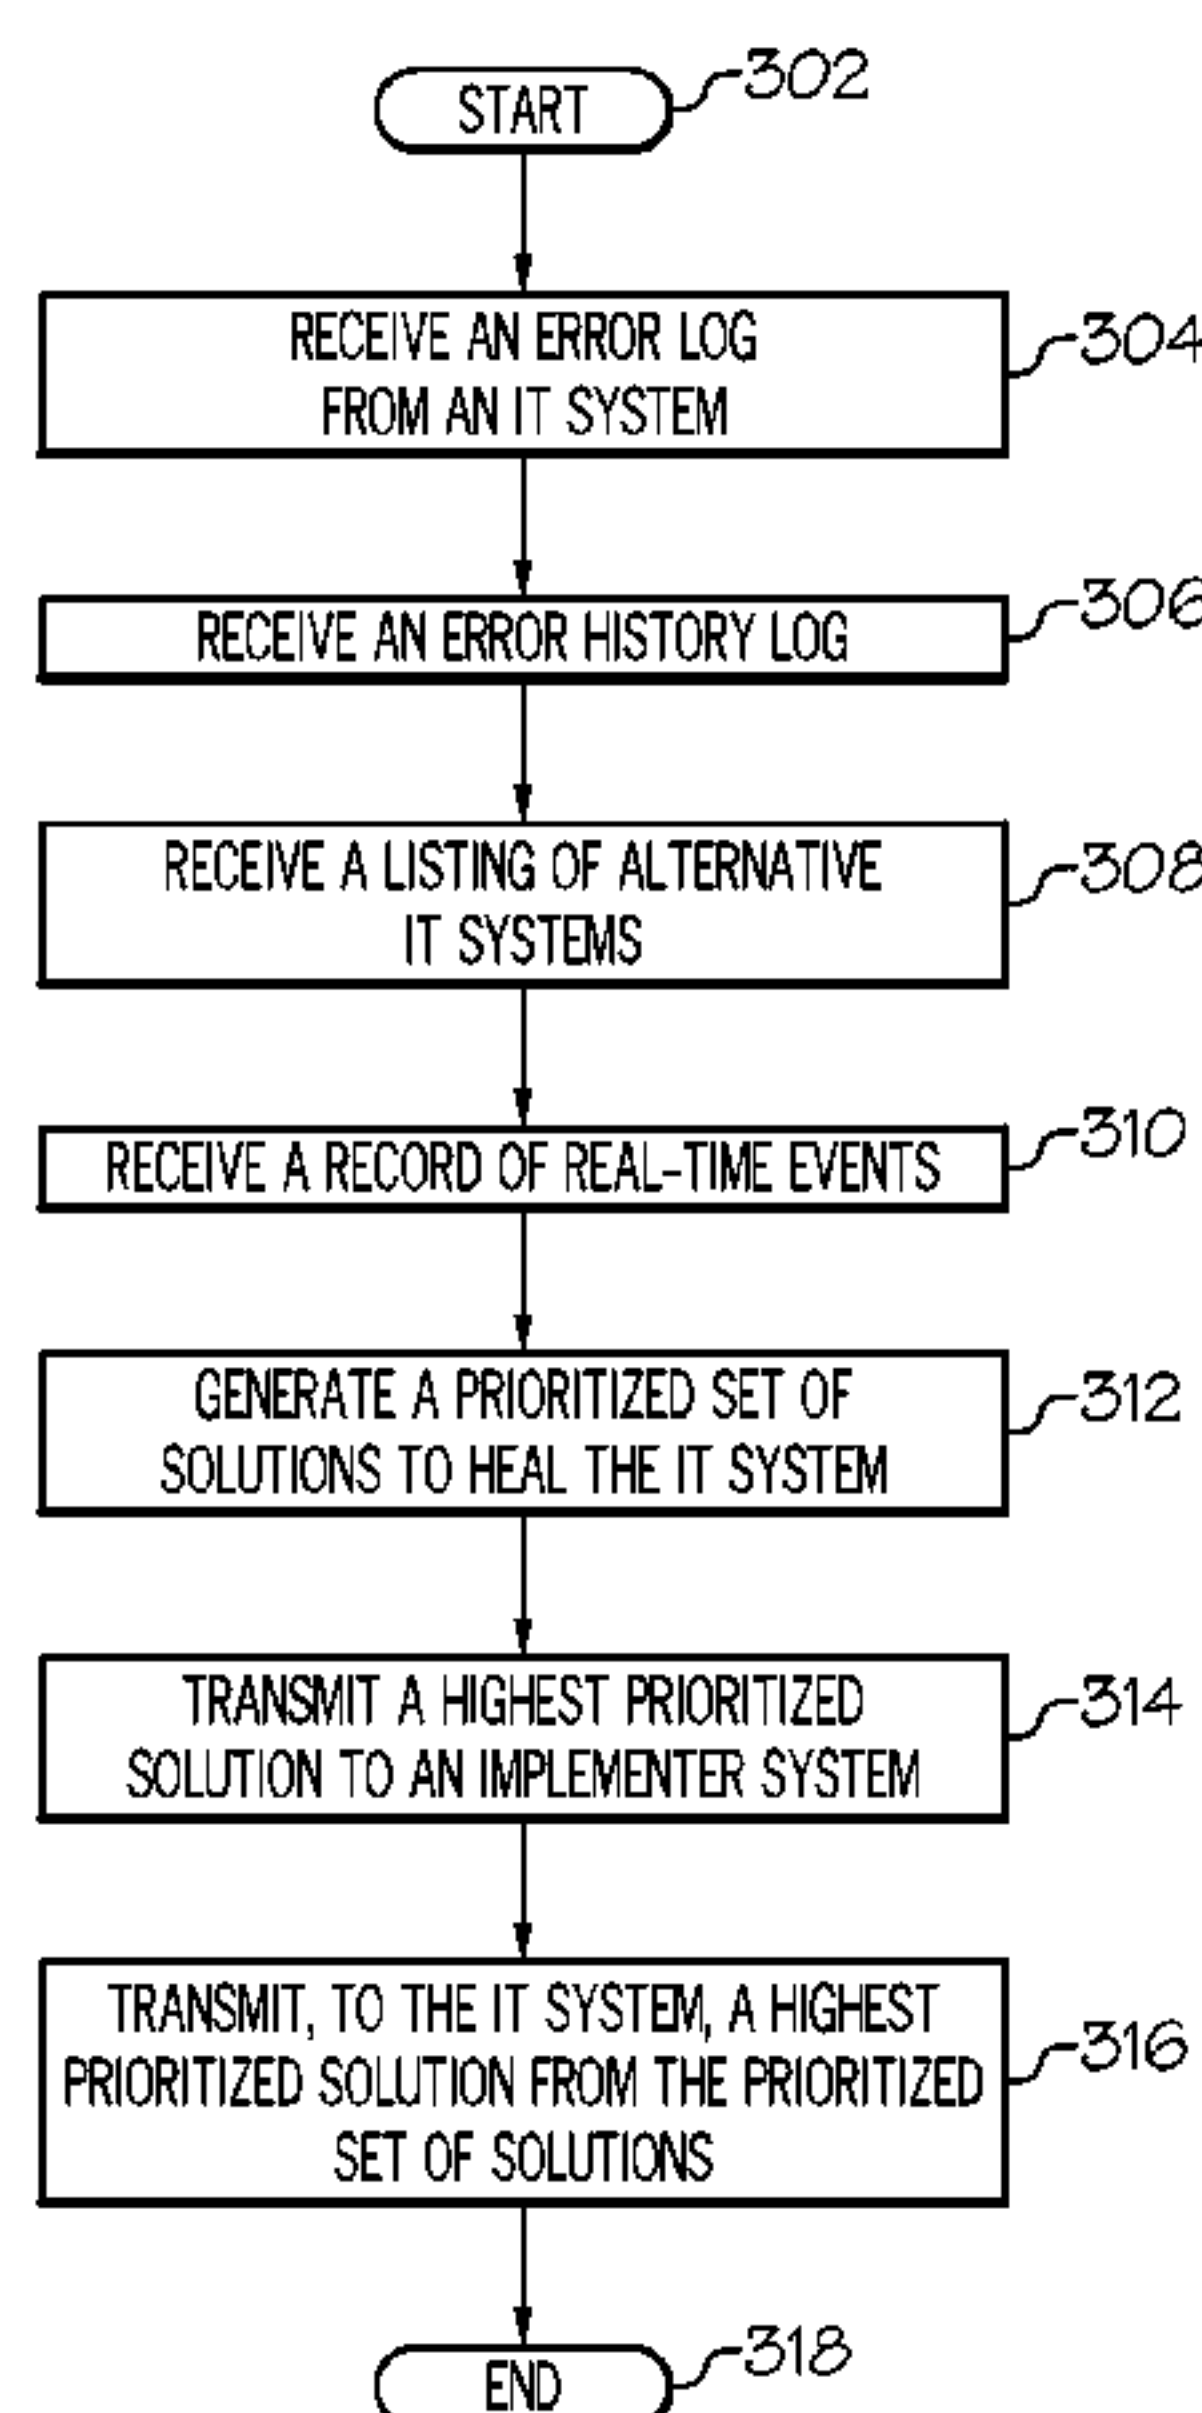 START
302
RECEIVE AN ERROR LOG
FROM AN IT SYSTEM
304
RECEIVE AN ERROR HISTORY LOG
306
RECEIVE A LISTING OF ALTERNATIVE
IT SYSTEMS
308
RECEIVE A RECORD OF REAL-TIME EVENTS
310
GENERATE A PRIORITIZED SET OF
SOLUTIONS TO HEAL THE IT SYSTEM
312
TRANSMIT A HIGHEST PRIORITIZED
SOLUTION TO AN IMPLEMENTER SYSTEM
314
TRANSMIT, TO THE IT SYSTEM, A HIGHEST
PRIORITIZED SOLUTION FROM THE PRIORITIZED
SET OF SOLUTIONS
316
END
318